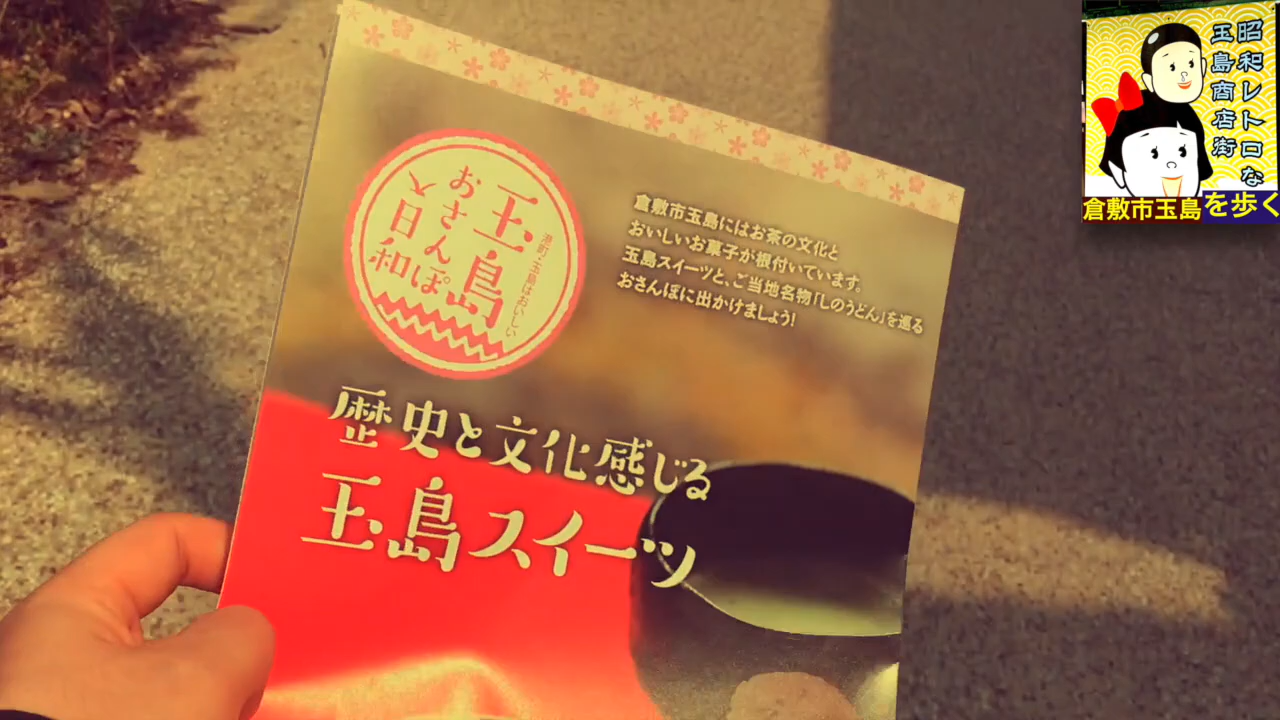 玉島
おさんぽ
と日和
港町・玉島はおいしい
倉敷市玉島にはお茶の文化と
おいしいお菓子が根付いています。
玉島スイーツと、ご当地名物「しのうどん」を巡る
おさんぽに出かけましょう!
歴史と文化感じる
玉島スイーツ
昭和レトロな
玉島商店街
倉敷市玉島を歩く